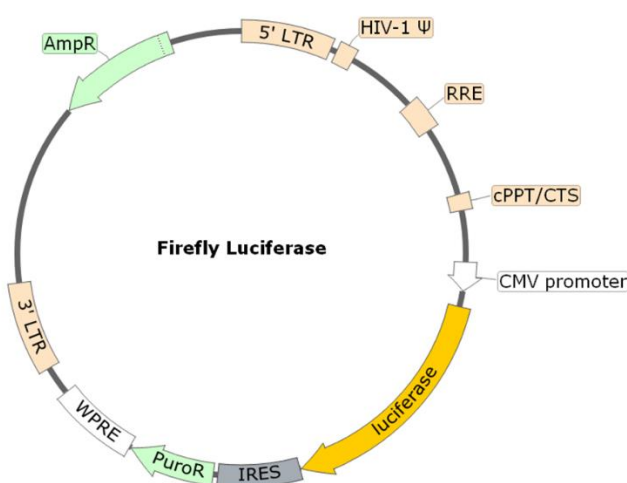 AmpR
5' LTR
HIV-1 Ψ
RRE
cPPT/CTS
Firefly Luciferase
CMV promoter
3' LTR
luciferase
WPRE
PuroR
IRES